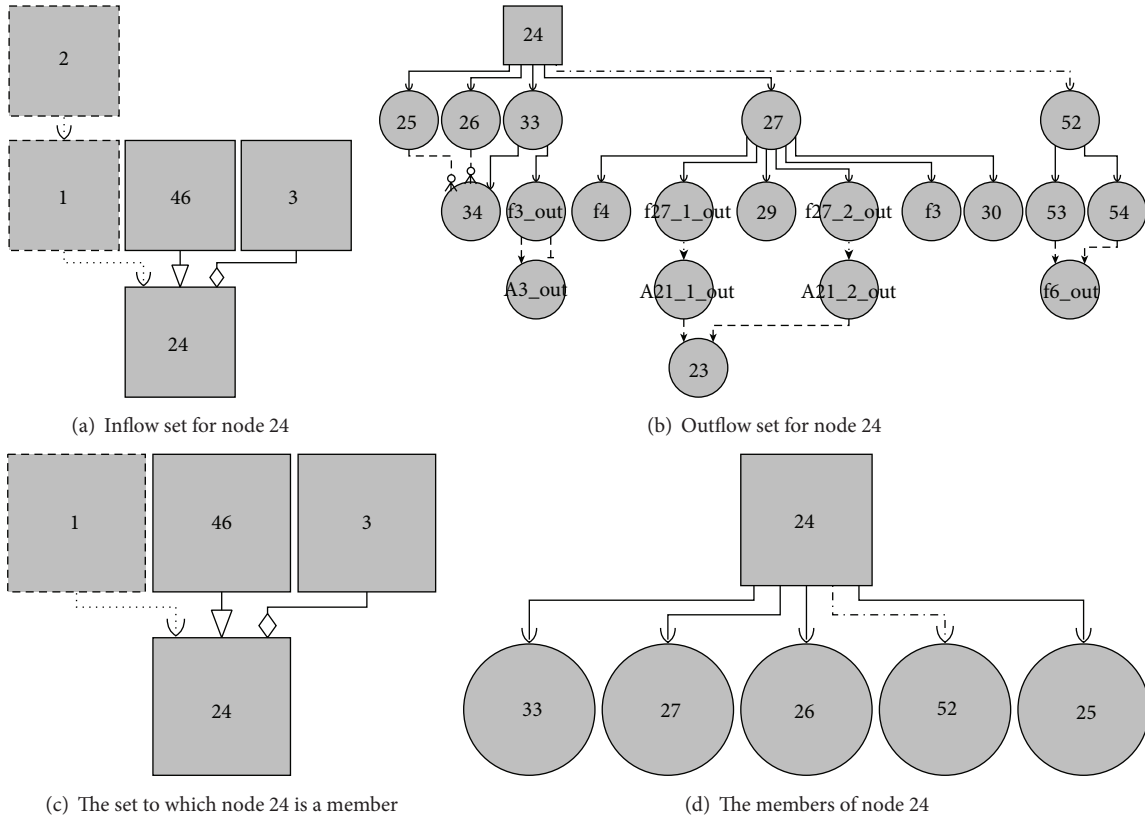 2
1
46
3
24
(a) Inflow set for node 24
24
25
26
33
27
52
34
f3_out
f4
f27_1_out
29
f27_2_out
f3
30
53
54
A3_out
A21_1_out
A21_2_out
f6_out
23
(b) Outflow set for node 24
1
46
3
24
(c) The set to which node 24 is a member
24
33
27
26
52
25
(d) The members of node 24